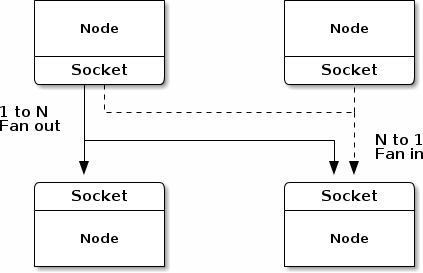 Node
Node
Socket
Socket
1 to N
Fan out
N to 1
Fan in
Socket
Socket
Node
Node